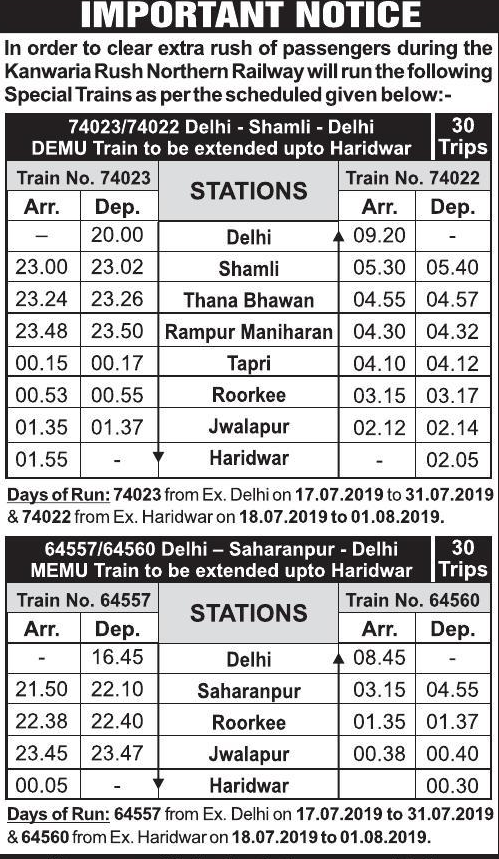 IMPORTANT NOTICE
In order to clear extra rush of passengers during the
Kanwaria Rush Northern Railway will run the following
Special Trains as per the scheduled given below:-
74023/74022 Delhi - Shamli - Delhi 30
DEMU Train to be extended upto Haridwar Trips
Train No. 74023 STATIONS Train No. 74022
Arr. Dep. Arr. Dep.
– 20.00 Delhi 09.20 -
23.00 23.02 Shamli 05.30 05.40
23.24 23.26 Thana Bhawan 04.55 04.57
23.48 23.50 Rampur Maniharan 04.30 04.32
00.15 00.17 Tapri 04.10 04.12
00.53 00.55 Roorkee 03.15 03.17
01.35 01.37 Jwalapur 02.12 02.14
01.55 - Haridwar - 02.05
Days of Run: 74023 from Ex. Delhi on 17.07.2019 to 31.07.2019
& 74022 from Ex. Haridwar on 18.07.2019 to 01.08.2019.
64557/64560 Delhi – Saharanpur - Delhi 30
MEMU Train to be extended upto Haridwar Trips
Train No. 64557 STATIONS Train No. 64560
Arr. Dep. Arr. Dep.
- 16.45 Delhi 08.45 -
21.50 22.10 Saharanpur 03.15 04.55
22.38 22.40 Roorkee 01.35 01.37
23.45 23.47 Jwalapur 00.38 00.40
00.05 - Haridwar 00.30
Days of Run: 64557 from Ex. Delhi on 17.07.2019 to 31.07.2019
& 64560 from Ex. Haridwar on 18.07.2019 to 01.08.2019.